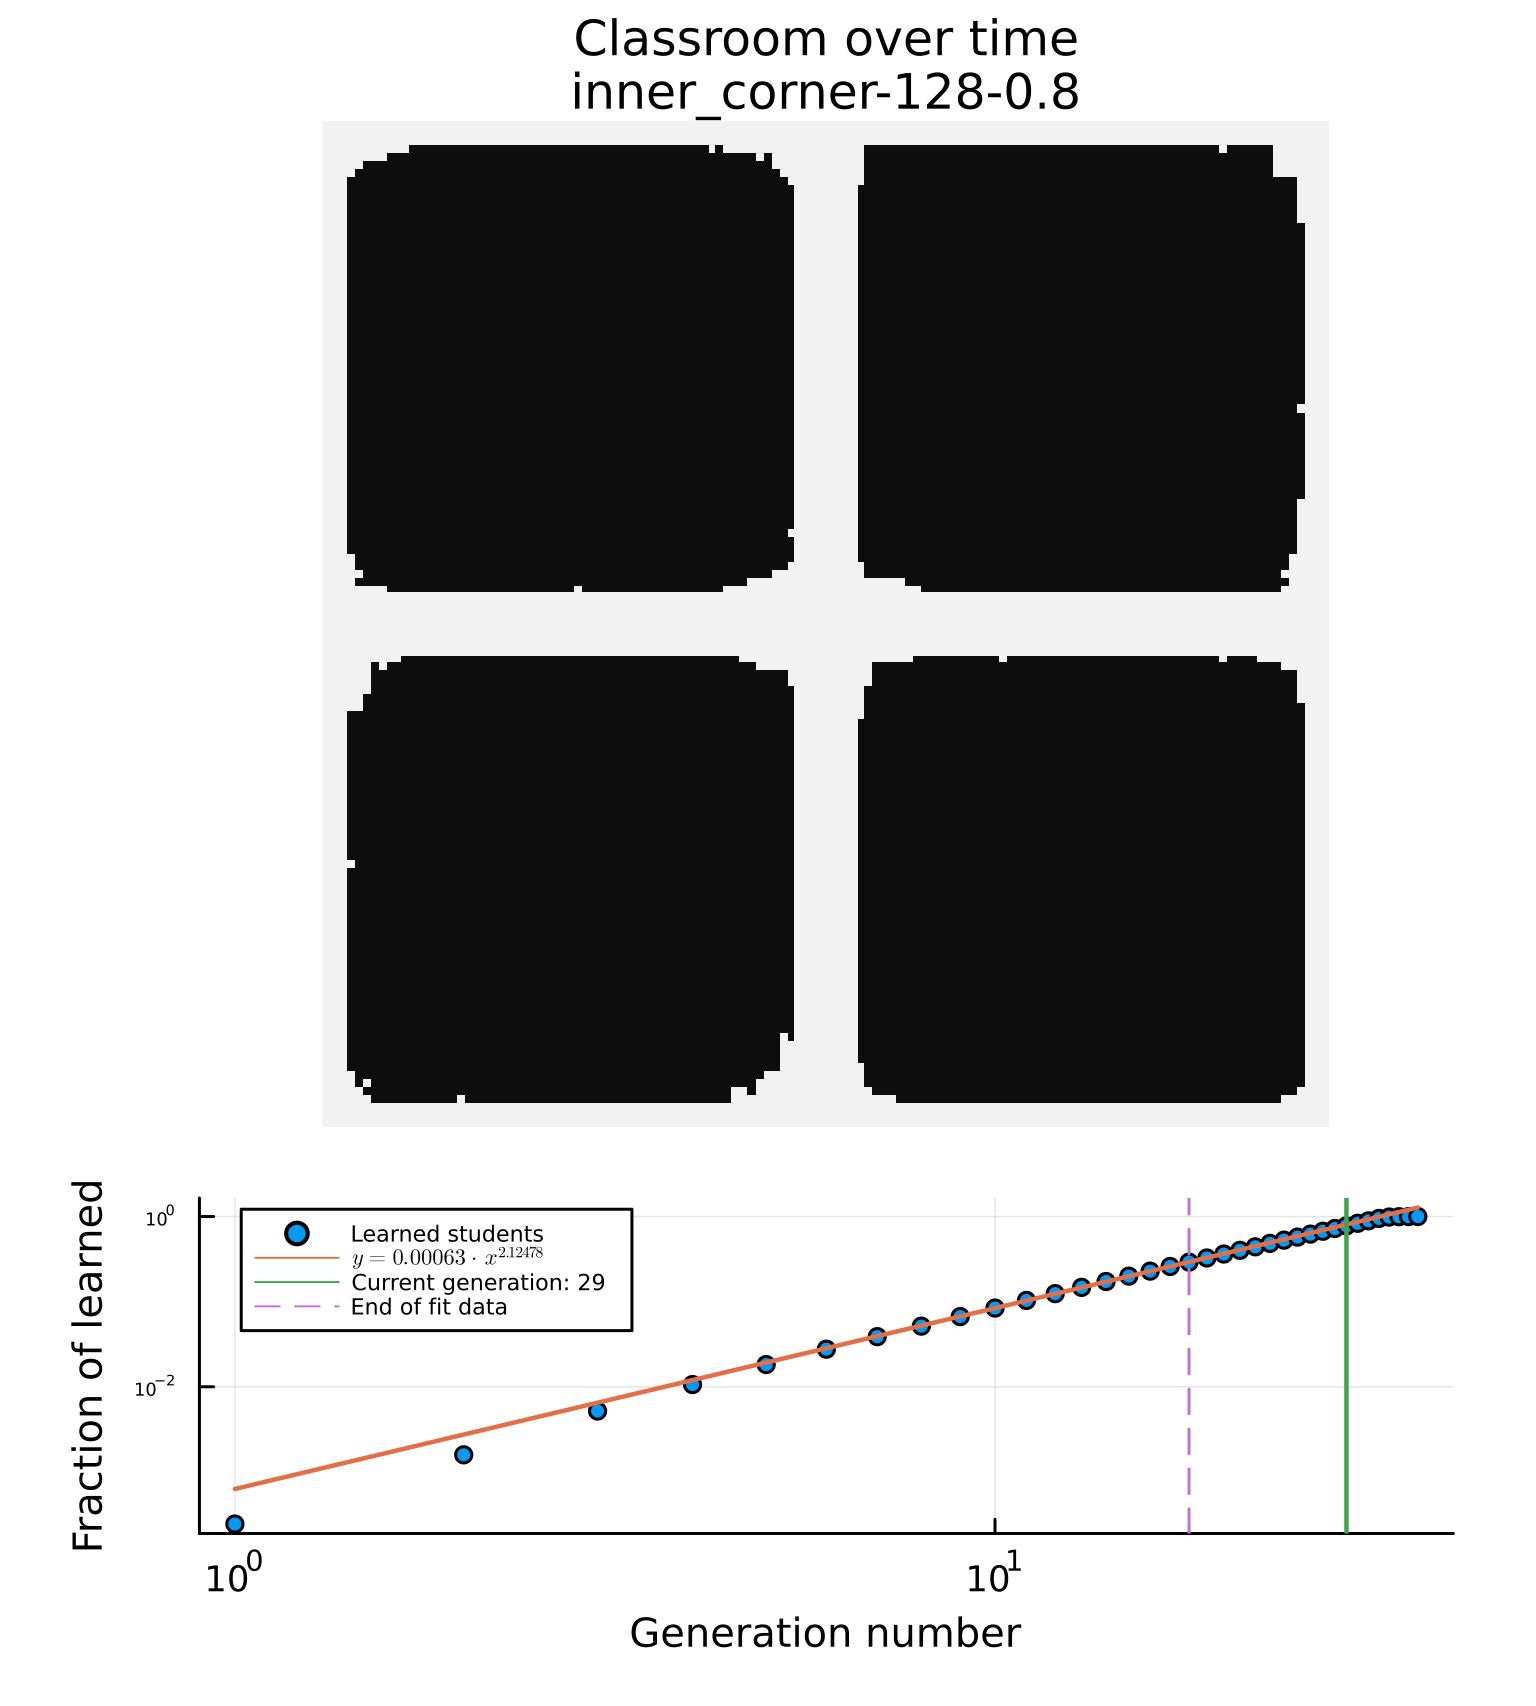 Classroom over time
inner_corner-128-0.8
Fraction of learned
10⁰
10⁻²
Learned students
y = 0.00063 · x^2.12478
Current generation: 29
End of fit data
10⁰
10¹
Generation number